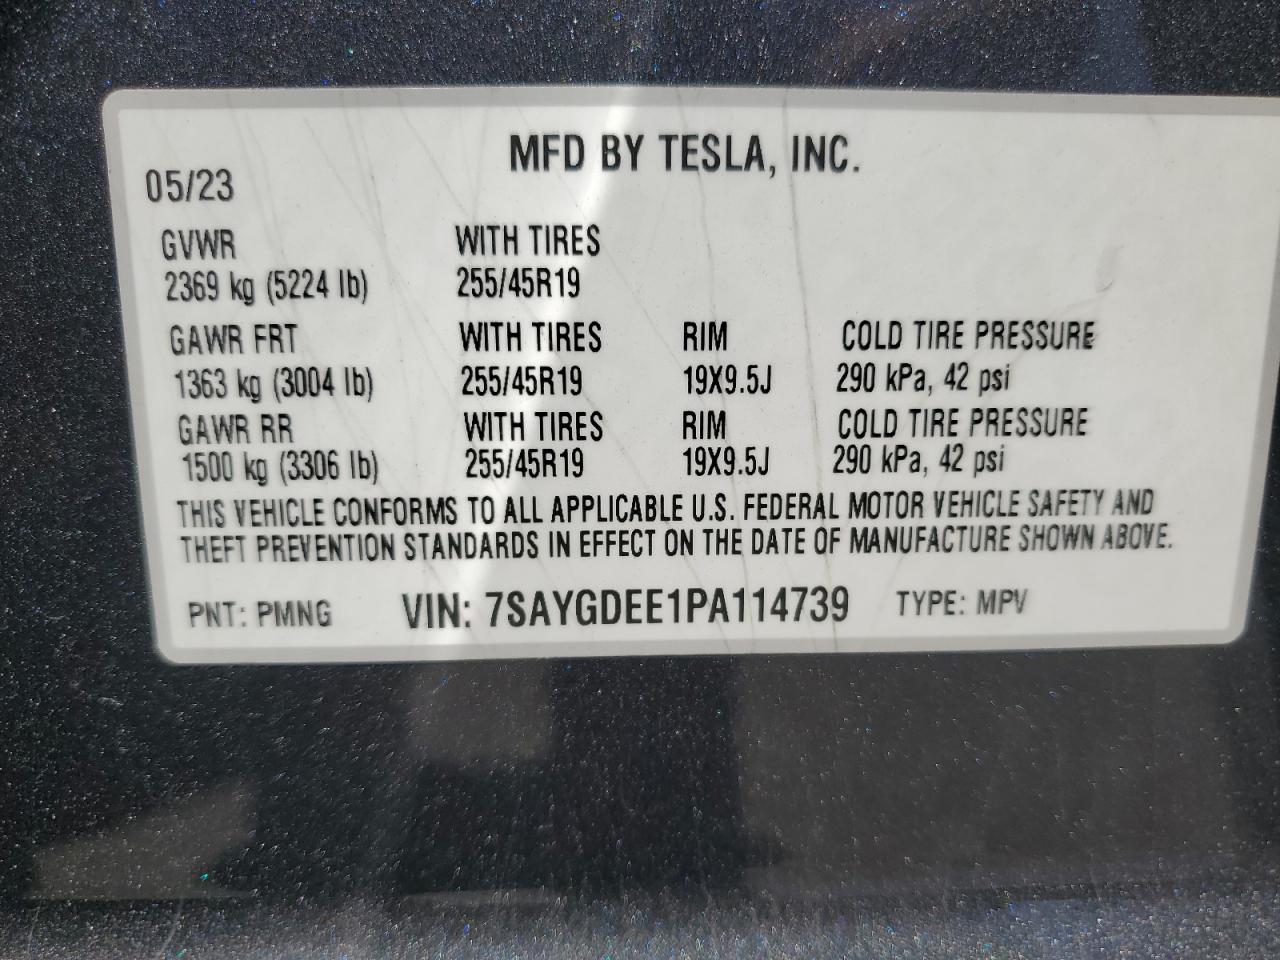 MFD BY TESLA, INC.
05/23
GVWR WITH TIRES
2369 kg (5224 lb) 255/45R19
GAWR FRT WITH TIRES RIM COLD TIRE PRESSURE
1363 kg (3004 lb) 255/45R19 19X9.5J 290 kPa, 42 psi
GAWR RR WITH TIRES RIM COLD TIRE PRESSURE
1500 kg (3306 lb) 255/45R19 19X9.5J 290 kPa, 42 psi
THIS VEHICLE CONFORMS TO ALL APPLICABLE U.S. FEDERAL MOTOR VEHICLE SAFETY AND
THEFT PREVENTION STANDARDS IN EFFECT ON THE DATE OF MANUFACTURE SHOWN ABOVE.
PNT: PMNG VIN: 7SAYGDEE1PA114739 TYPE: MPV